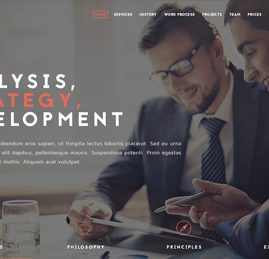 HOME SERVICES HISTORY WORK PROCESS PROJECTS TEAM PRICES
LYSIS,
ATEGY,
ELOPMENT
bibendum eros sapien, ut fringilla lectus lobortis placerat. Sed eu urna
elit dapibus, pellentesque mauris. Suspendisse potenti. Proin egestas
mattis. Aliquam erat volutpat.
PHILOSOPHY PRINCIPLES